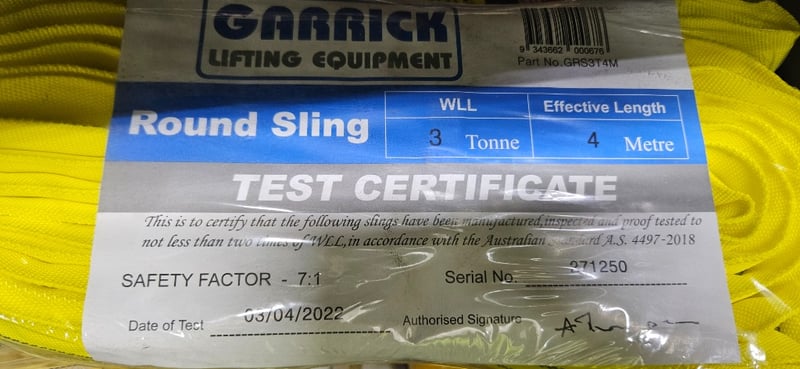 GARRICK
LIFTING EQUIPMENT
9 343662 000676
Part No.GRS3T4M
Round Sling
WLL
Effective Length
3 Tonne
4 Metre
TEST CERTIFICATE
This is to certify that the following slings have been manufactured,inspected and proof tested to
not less than two times of WLL,in accordance with the Australian Standard A.S. 4497-2018
SAFETY FACTOR - 7:1
Serial No. 271250
Date of Tect 03/04/2022
Authorised Signature